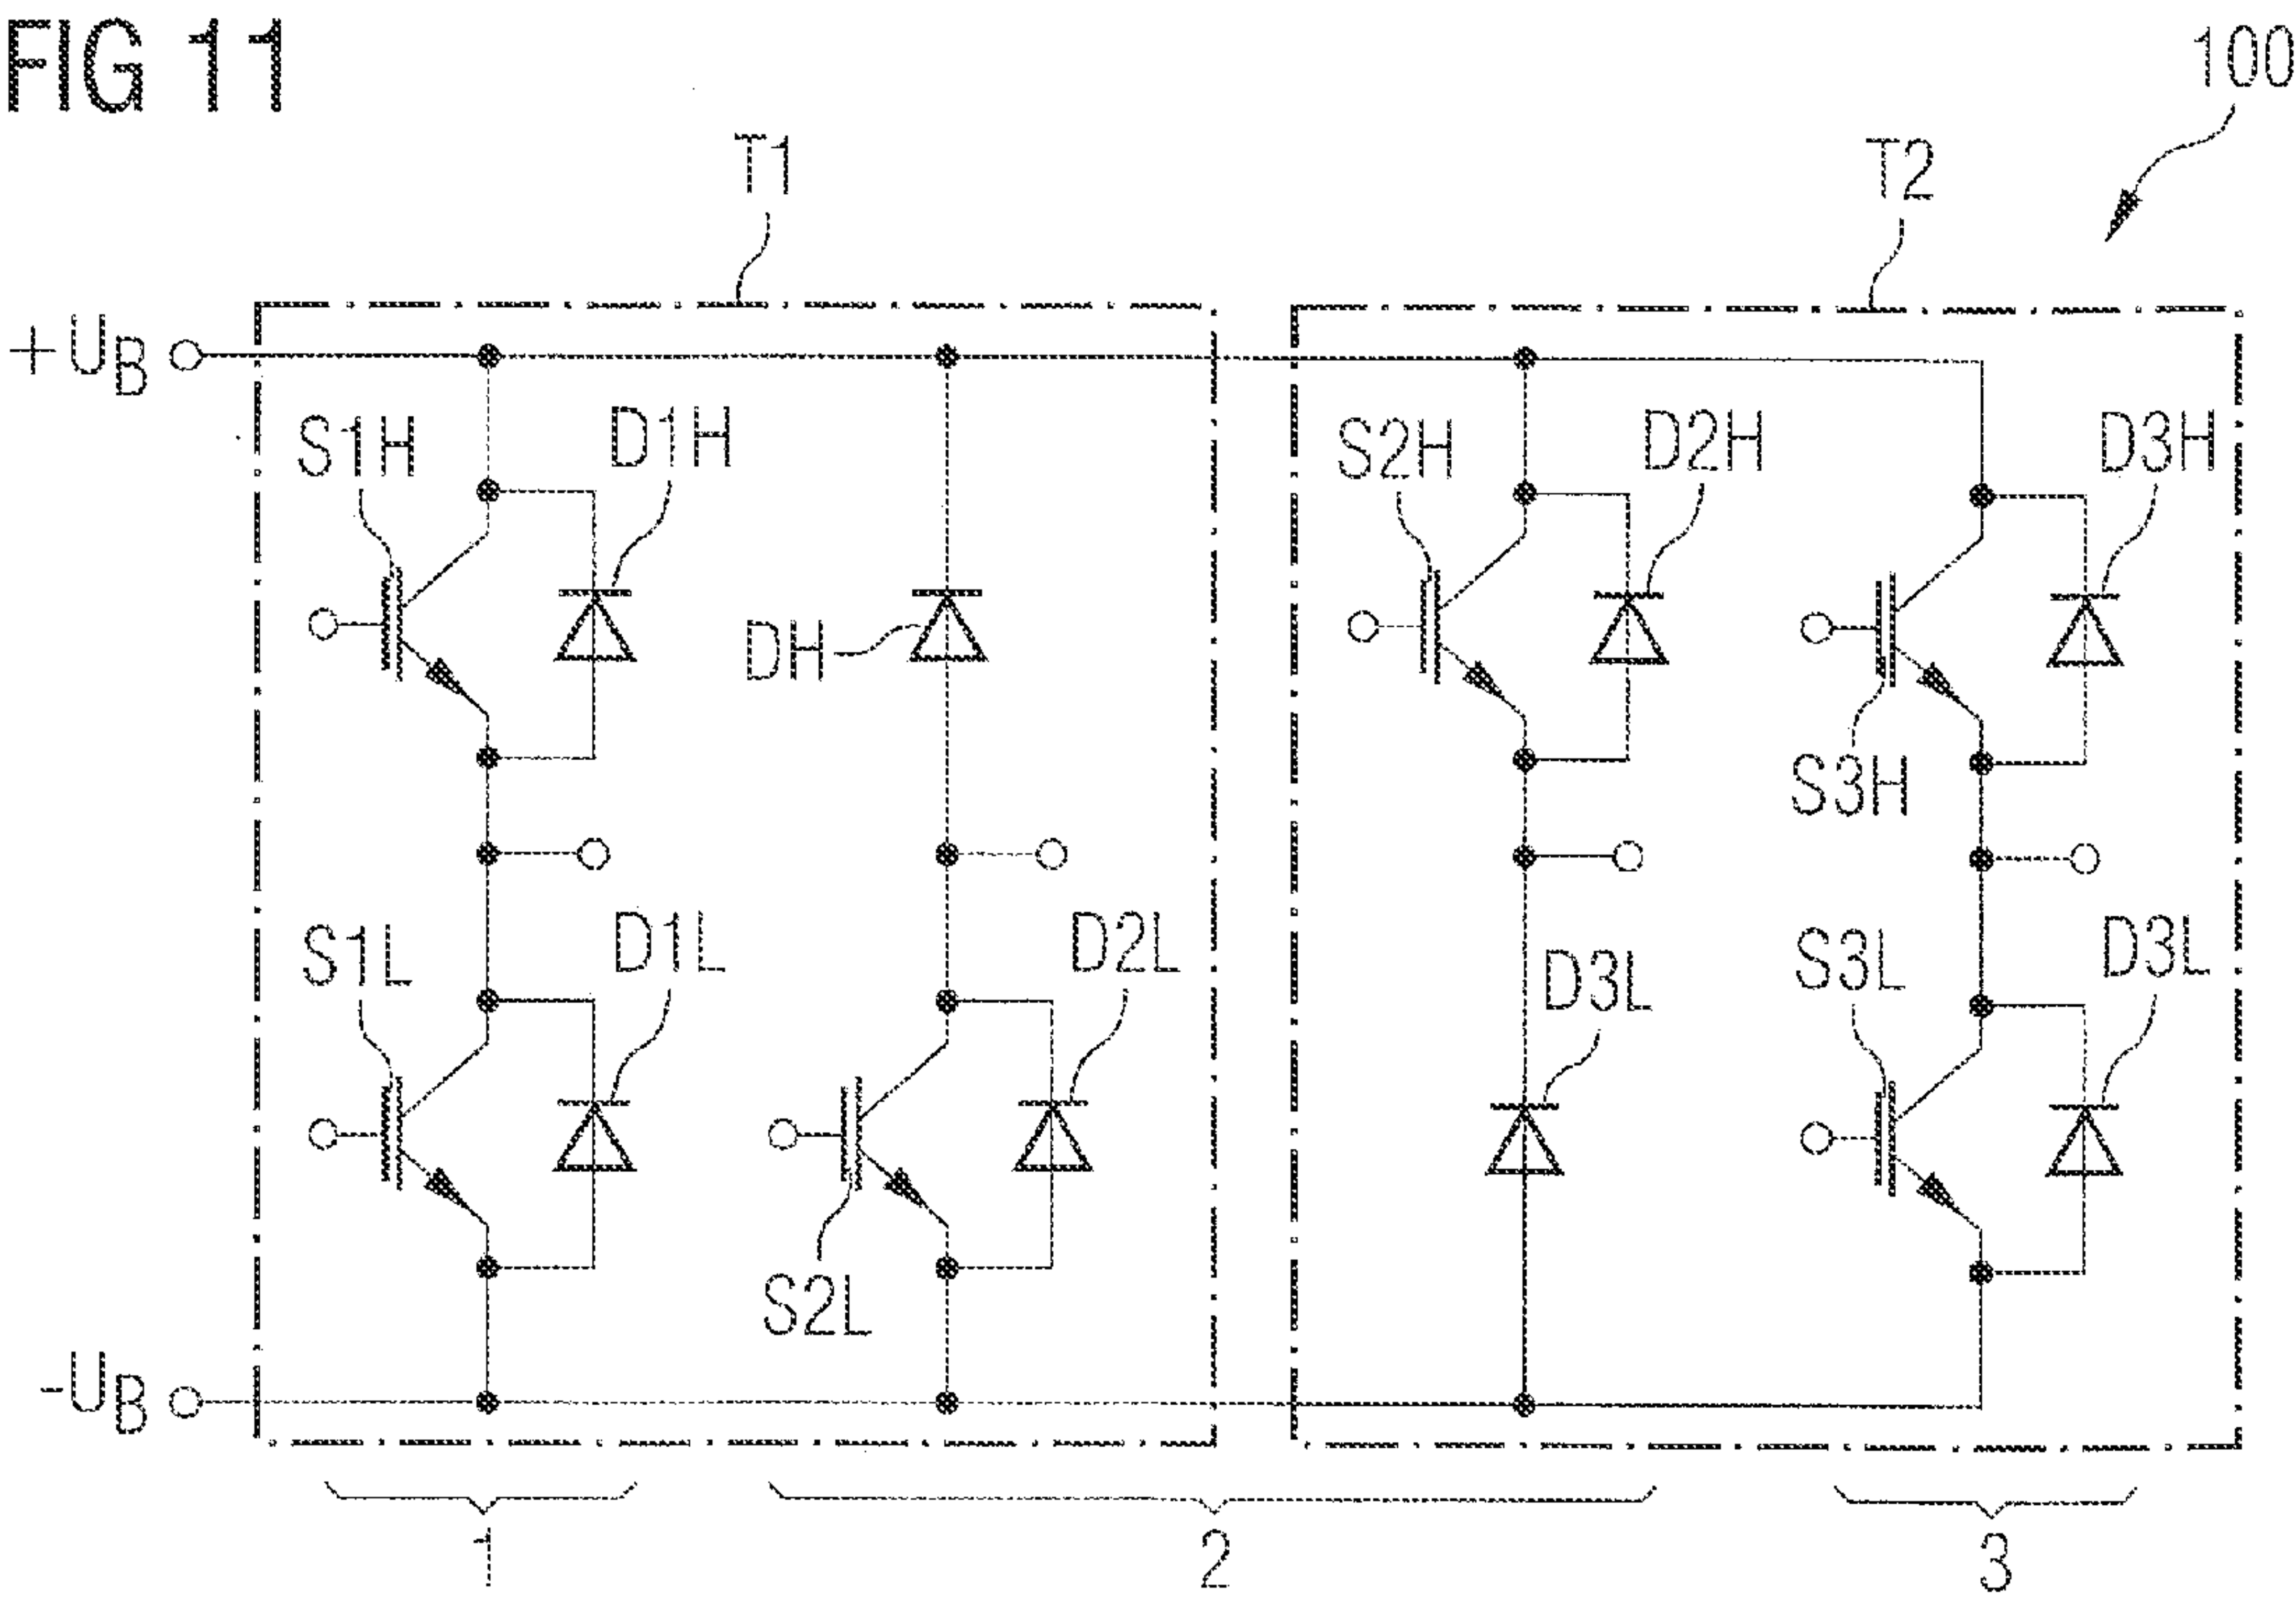 FIG 11
100
T1
T2
+UB
S1H
D1H
S2H
D2H
D3H
DH
S3H
S1L
D1L
D2L
D3L
S3L
D3L
S2L
-UB
1
2
3